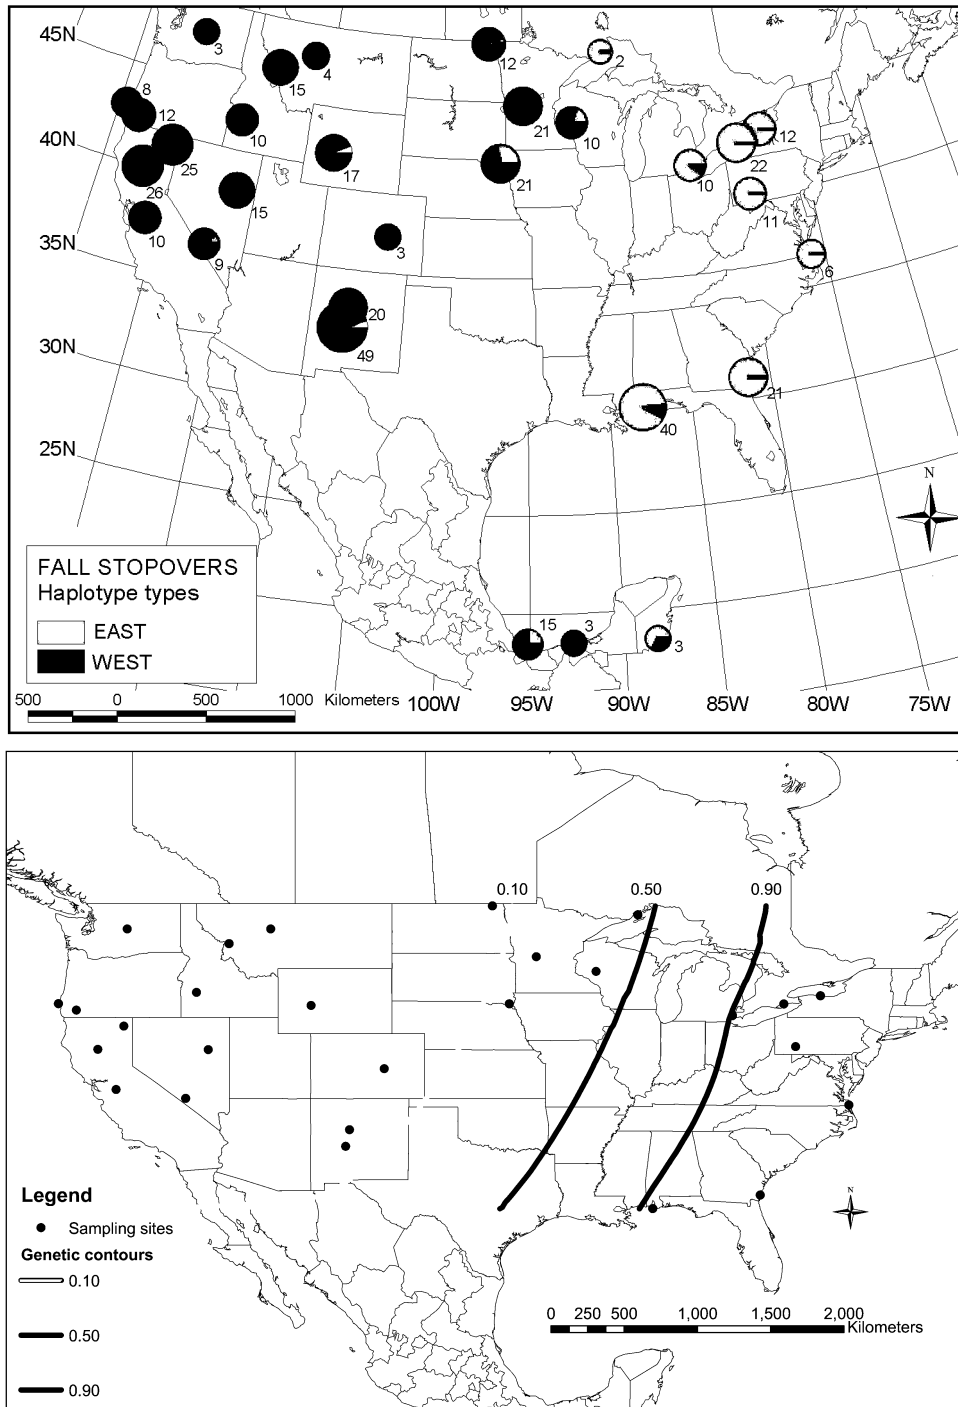 45N
3
4
15
12
2
8
12
10
21
10
12
22
40N
25
26
17
21
10
15
11
10
9
3
6
35N
20
49
30N
21
40
25N
N
FALL STOPOVERS
Haplotype types
EAST
WEST
15
3
3
500 0 500 1000 Kilometers
100W 95W 90W 85W 80W 75W
0.10 0.50 0.90
Legend
Sampling sites
Genetic contours
0.10
0.50
0.90
N
0 250 500 1,000 1,500 2,000
Kilometers